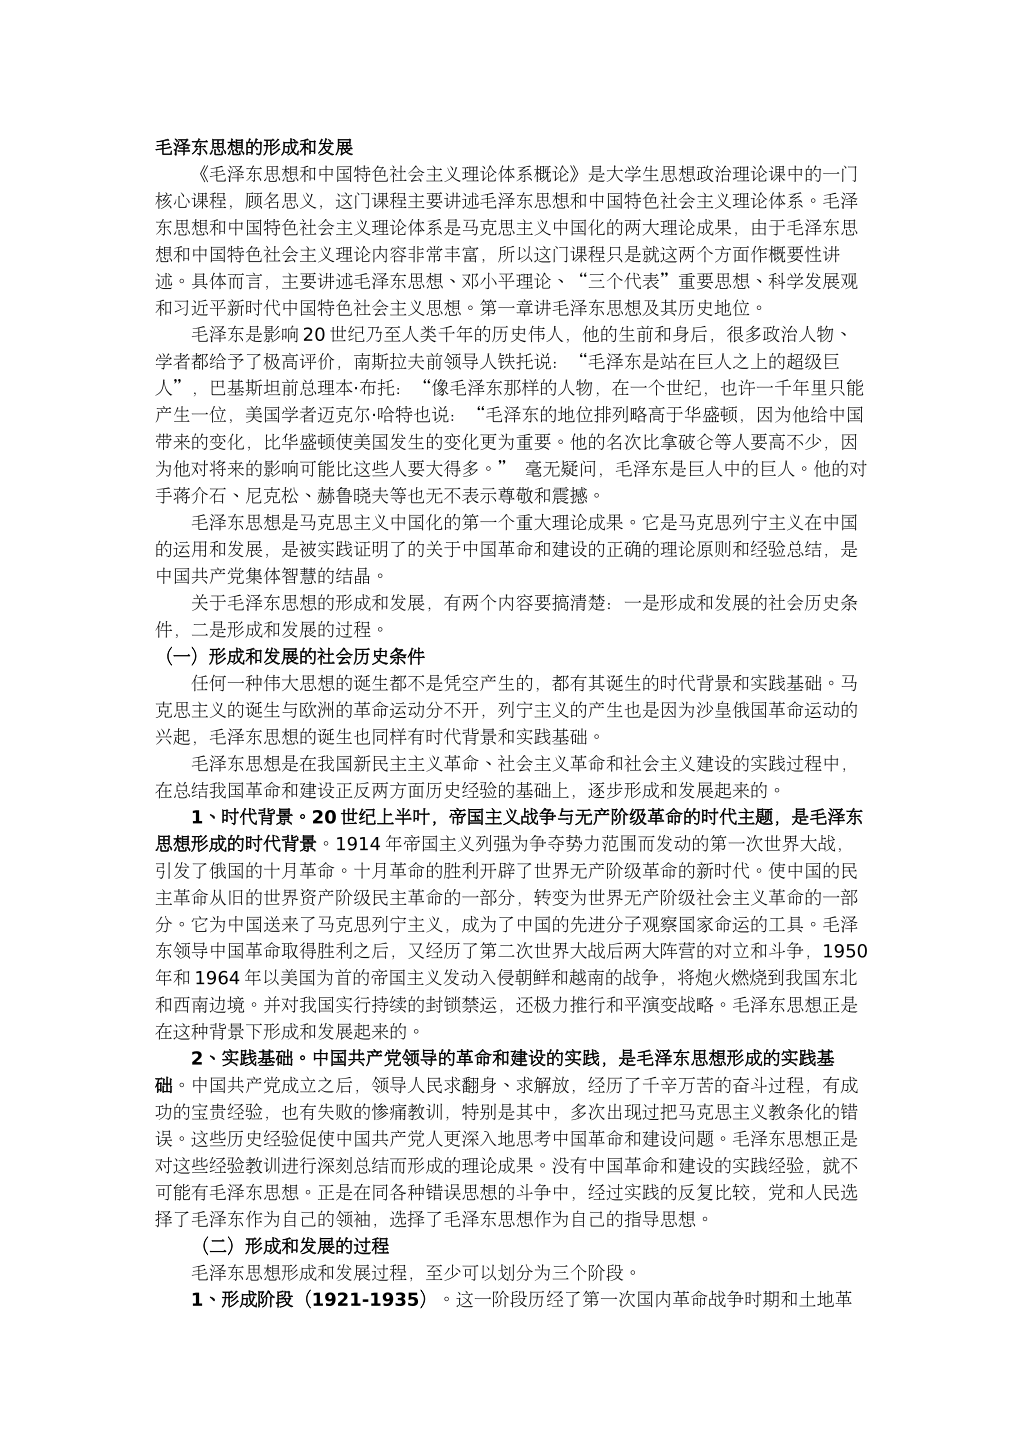 毛泽东思想的形成和发展
《毛泽东思想和中国特色社会主义理论体系概论》是大学生思想政治理论课中的一门
核心课程，顾名思义，这门课程主要讲述毛泽东思想和中国特色社会主义理论体系。毛泽
东思想和中国特色社会主义理论体系是马克思主义中国化的两大理论成果，由于毛泽东思
想和中国特色社会主义理论内容非常丰富，所以这门课程只是就这两个方面作概要性讲
述。具体而言，主要讲述毛泽东思想、邓小平理论、“三个代表”重要思想、科学发展观
和习近平新时代中国特色社会主义思想。第一章讲毛泽东思想及其历史地位。
毛泽东是影响 20 世纪乃至人类千年的历史伟人，他的生前和身后，很多政治人物、
学者都给予了极高评价，南斯拉夫前领导人铁托说：“毛泽东是站在巨人之上的超级巨
人”，巴基斯坦前总理本·布托：“像毛泽东那样的人物，在一个世纪，也许一千年里只能
产生一位，美国学者迈克尔·哈特也说：“毛泽东的地位排列略高于华盛顿，因为他给中国
带来的变化，比华盛顿使美国发生的变化更为重要。他的名次比拿破仑等人要高不少，因
为他对将来的影响可能比这些人要大得多。” 毫无疑问，毛泽东是巨人中的巨人。他的对
手蒋介石、尼克松、赫鲁晓夫等也无不表示尊敬和震撼。
毛泽东思想是马克思主义中国化的第一个重大理论成果。它是马克思列宁主义在中国
的运用和发展，是被实践证明了的关于中国革命和建设的正确的理论原则和经验总结，是
中国共产党集体智慧的结晶。
关于毛泽东思想的形成和发展，有两个内容要搞清楚：一是形成和发展的社会历史条
件，二是形成和发展的过程。
（一）形成和发展的社会历史条件
任何一种伟大思想的诞生都不是凭空产生的，都有其诞生的时代背景和实践基础。马
克思主义的诞生与欧洲的革命运动分不开，列宁主义的产生也是因为沙皇俄国革命运动的
兴起，毛泽东思想的诞生也同样有时代背景和实践基础。
毛泽东思想是在我国新民主主义革命、社会主义革命和社会主义建设的实践过程中，
在总结我国革命和建设正反两方面历史经验的基础上，逐步形成和发展起来的。
1、时代背景。20 世纪上半叶，帝国主义战争与无产阶级革命的时代主题，是毛泽东
思想形成的时代背景。1914 年帝国主义列强为争夺势力范围而发动的第一次世界大战，
引发了俄国的十月革命。十月革命的胜利开辟了世界无产阶级革命的新时代。使中国的民
主革命从旧的世界资产阶级民主革命的一部分，转变为世界无产阶级社会主义革命的一部
分。它为中国送来了马克思列宁主义，成为了中国的先进分子观察国家命运的工具。毛泽
东领导中国革命取得胜利之后，又经历了第二次世界大战后两大阵营的对立和斗争，1950
年和 1964 年以美国为首的帝国主义发动入侵朝鲜和越南的战争，将炮火燃烧到我国东北
和西南边境。并对我国实行持续的封锁禁运，还极力推行和平演变战略。毛泽东思想正是
在这种背景下形成和发展起来的。
2、实践基础。中国共产党领导的革命和建设的实践，是毛泽东思想形成的实践基
础。中国共产党成立之后，领导人民求翻身、求解放，经历了千辛万苦的奋斗过程，有成
功的宝贵经验，也有失败的惨痛教训，特别是其中，多次出现过把马克思主义教条化的错
误。这些历史经验促使中国共产党人更深入地思考中国革命和建设问题。毛泽东思想正是
对这些经验教训进行深刻总结而形成的理论成果。没有中国革命和建设的实践经验，就不
可能有毛泽东思想。正是在同各种错误思想的斗争中，经过实践的反复比较，党和人民选
择了毛泽东作为自己的领袖，选择了毛泽东思想作为自己的指导思想。
（二）形成和发展的过程
毛泽东思想形成和发展过程，至少可以划分为三个阶段。
1、形成阶段（1921-1935）。这一阶段历经了第一次国内革命战争时期和土地革